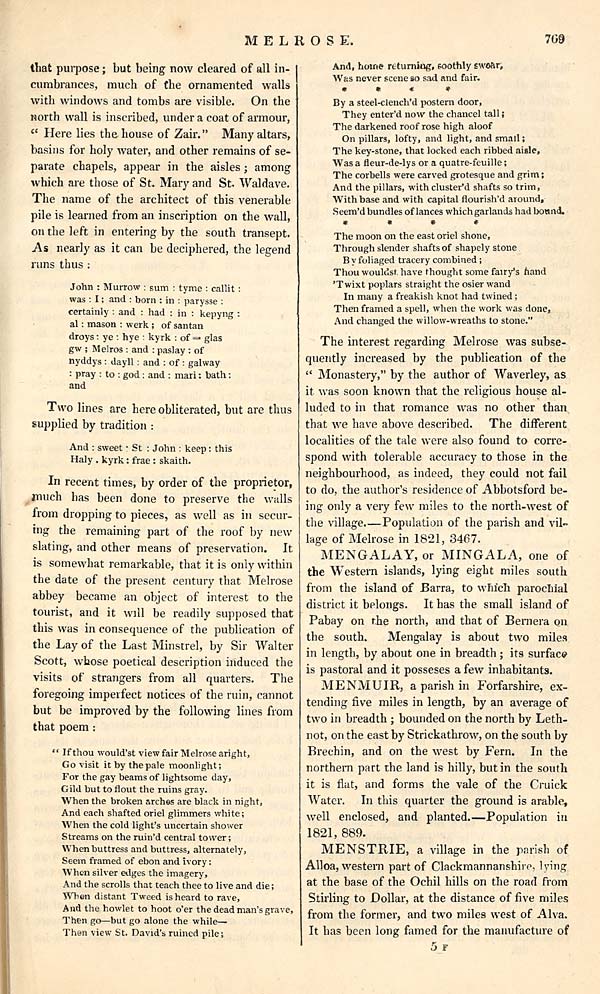 MELROSE.
769
that purpose; but being now cleared of all in-
cumbrances, much of the ornamented walls
with windows and tombs are visible. On the
north wall is inscribed, under a coat of armour,
“ Here lies the house of Zair.” Many altars,
basins for holy water, and other remains of se-
parate chapels, appear in the aisles; among
which are those of St. Mary and St. Waldave.
The name of the architect of this venerable
pile is learned from an inscription on the wall,
on the left in entering by the south transept.
As nearly as it can be deciphered, the legend
runs thus :
John : Murrow : sum : tyme : callit :
was : I ; and : born : in : parysse :
certainly : and : had : in : kepyng :
al : mason : werk ; of santan
droys : ye : hye : kyrk : of = glas
gw ; Melros : and : paslay : of
nyddys : dayll : and : of : galway
: pray : to : god : and : mari : bath :
and
Two lines are here obliterated, but are thus
supplied by tradition :
And : sweet · St : John : keep : this
Haly . kyrk : frae : skaith.
In recent times, by order of the proprietor,
much has been done to preserve the walls
from dropping to pieces, as well as in secur-
ing the remaining part of the roof by new
slating, and other means of preservation. It
is somewhat remarkable, that it is only within
the date of the present century that Melrose
abbey became an object of interest to the
tourist, and it will be readily supposed that
this was in consequence of the publication of
the Lay of the Last Minstrel, by Sir Walter
Scott, whose poetical description induced the
visits of strangers from all quarters. The
foregoing imperfect notices of the ruin, cannot
but be improved by the following lines from
that poem :
“ If thou would'st view fair Melrose aright,
Go visit it by the pale moonlight;
For the gay beams of lightsome day,
Gild but to flout the ruins gray.
When the broken arches are black in night,
And each shafted oriel glimmers white;
When the cold light's uncertain shower
Streams on the ruin'd central tower;
When buttress and buttress, alternately,
Seem framed of ebon and ivory:
When silver edges the imagery,
And the scrolls that teach thee to live and die;
When distant Tweed is heard to rave,
And the howlet to hoot o'er the dead man's grave,
Then go—but go alone the while—
Then view St. David's ruined pile;
And, home returning, soothly swear,
Was never scene so sad and fair.
* * * *
By a steel-clench'd postern door,
They enter'd now the chancel tall;
The darkened roof rose high aloof
On pillars, lofty, and light, and small;
The key-stone, that locked each ribbed aisle,
Was a fleur-de-lys or a quatre-feuille;
The corbells were carved grotesque and grim;
And the pillars, with cluster'd shafts so trim,
With base and with capital flourish'd around,
Seem'd bundles of lances which garlands had bound.
* * * *
The moon on the east oriel shone,
Through slender shafts of shapely stone
By foliaged tracery combined;
Thou wouldst have thought some fairy's hand
'Twixt poplars straight the osier wand
In many a freakish knot had twined;
Then framed a spell, when the work was done,
And changed the willow-wreaths to stone.”
The interest regarding Melrose was subse-
quently increased by the publication of the
“ Monastery,” by the author of Waverley, as
it was soon known that the religious house al-
luded to in that romance was no other than
that we have above described. The different
localities of the tale were also found to corre-
spond with tolerable accuracy to those in the
neighbourhood, as indeed, they could not fail
to do, the author's residence of Abbotsford be-
ing only a very few miles to the north-west of
the village.—Population of the parish and vil-
lage of Melrose in 1821, 3467.
MENGALAY, or MINGALA, one of
the Western islands, lying eight miles south
from the island of Barra, to which parochial
district it belongs. It has the small island of
Pabay on the north, and that of Bernera on
the south. Mengalay is about two miles
in length, by about one in breadth; its surface
is pastoral and it posseses a few inhabitants.
MENMUIR, a parish in Forfarshire, ex-
tending five miles in length, by an average of
two in breadth; bounded on the north by Leth-
not, on the east by Strickathrow, on the south by
Brechin, and on the west by Fern. In the
northern part the land is hilly, but in the south
it is flat, and forms the vale of the Cruick
Water. In this quarter the ground is arable,
well enclosed, and planted.—Population in
1821, 889.
MENSTRIE, a village in the parish of
Alloa, western part of Clackmannanshire, lying
at the base of the Ochil hills on the road from
Stirling to Dollar, at the distance of five miles
from the former, and two miles west of Alva.
It has been long famed for the manufacture of
5 F